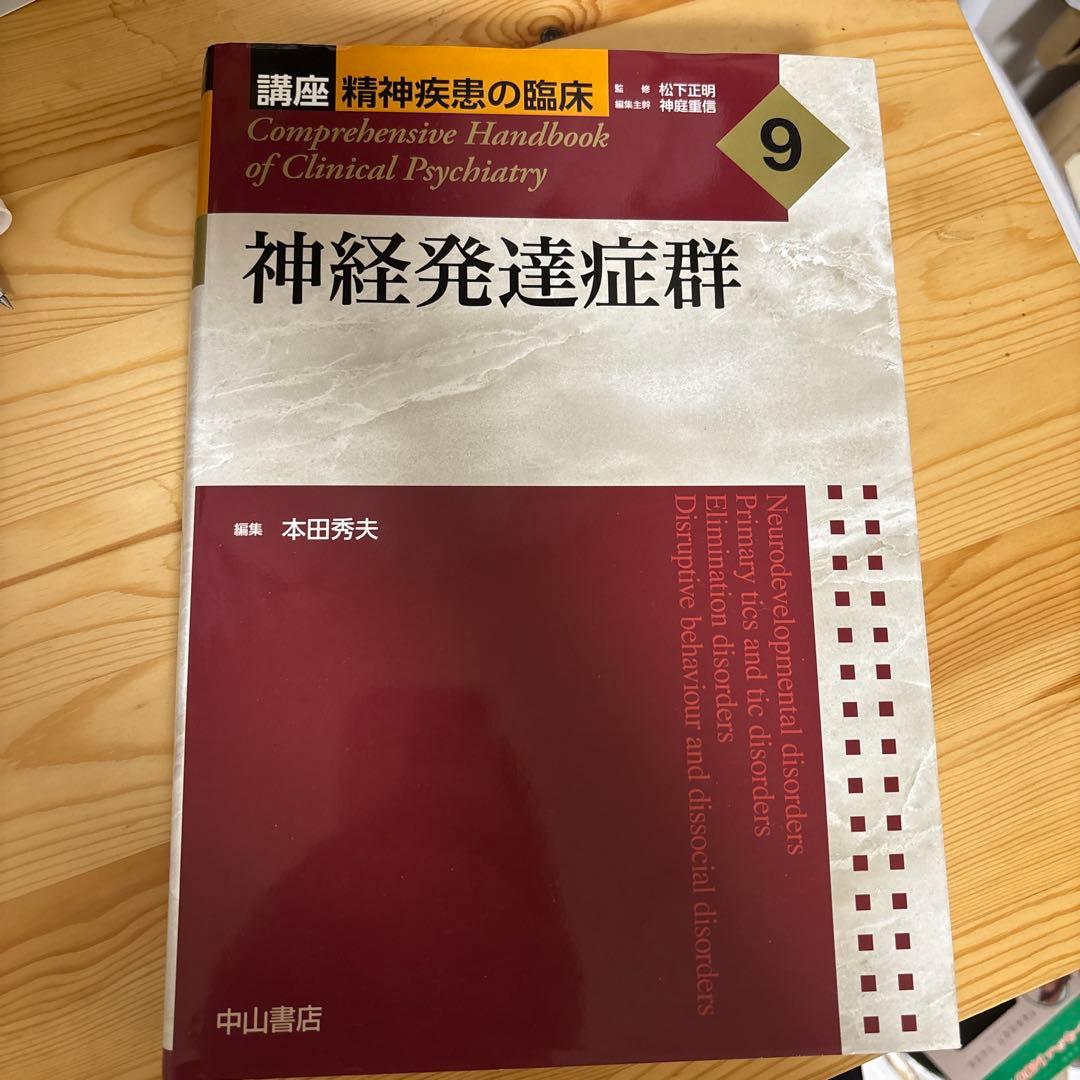 講座 精神疾患の臨床
監修 松下正明
編集主幹 神庭重信
Comprehensive Handbook
of Clinical Psychiatry
9
神経発達症群
編集 本田秀夫
Neurodevelopmental disorders
Primary tics and tic disorders
Elimination disorders
Disruptive behaviour and dissocial disorders
中山書店